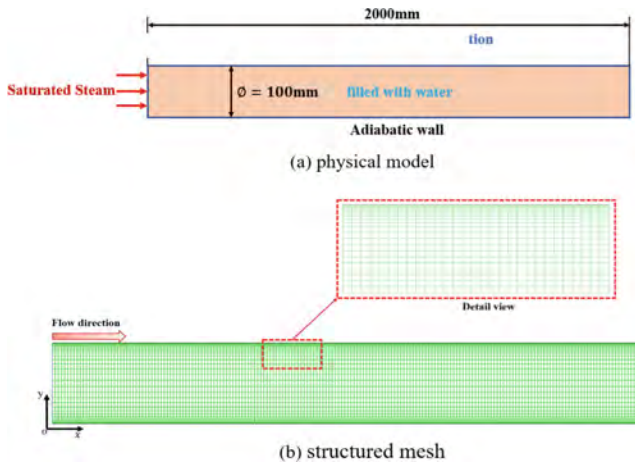 2000mm
tion
Saturated Steam
Ø = 100mm
filled with water
Adiabatic wall
(a) physical model
Detail view
Flow direction
y
o
x
(b) structured mesh